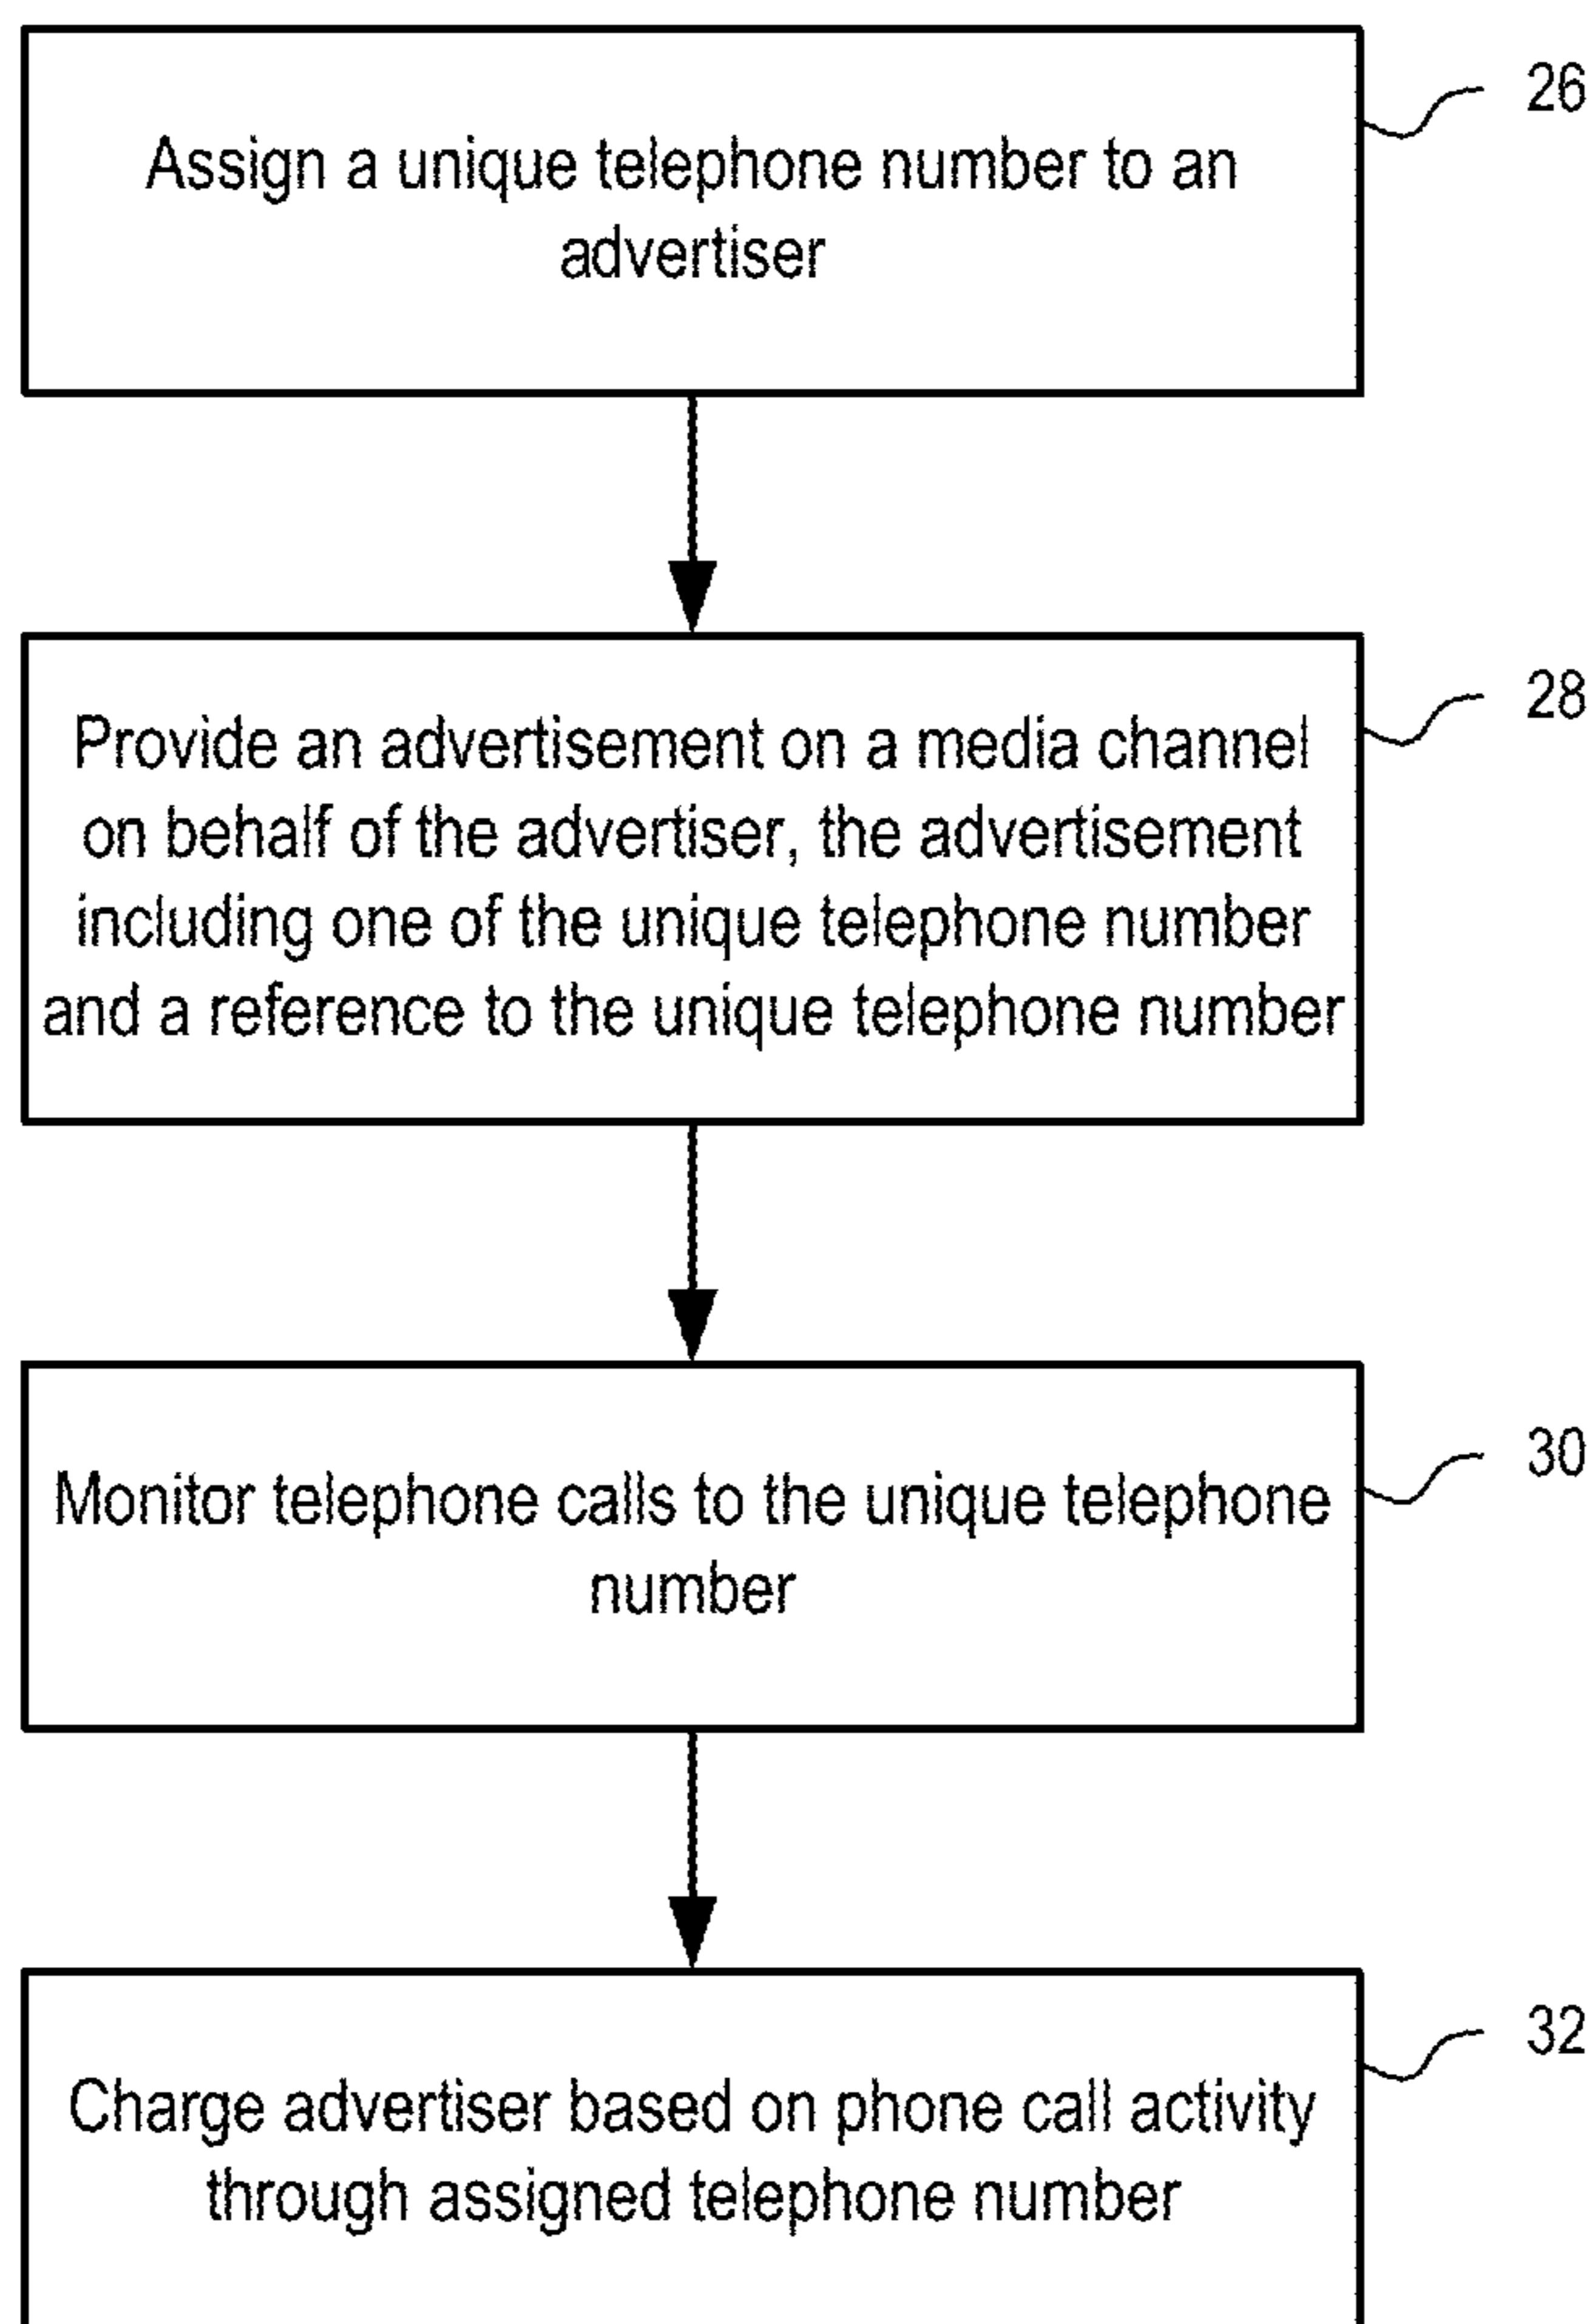 26
Assign a unique telephone number to an
advertiser
28
Provide an advertisement on a media channel
on behalf of the advertiser, the advertisement
including one of the unique telephone number
and a reference to the unique telephone number
30
Monitor telephone calls to the unique telephone
number
32
Charge advertiser based on phone call activity
through assigned telephone number